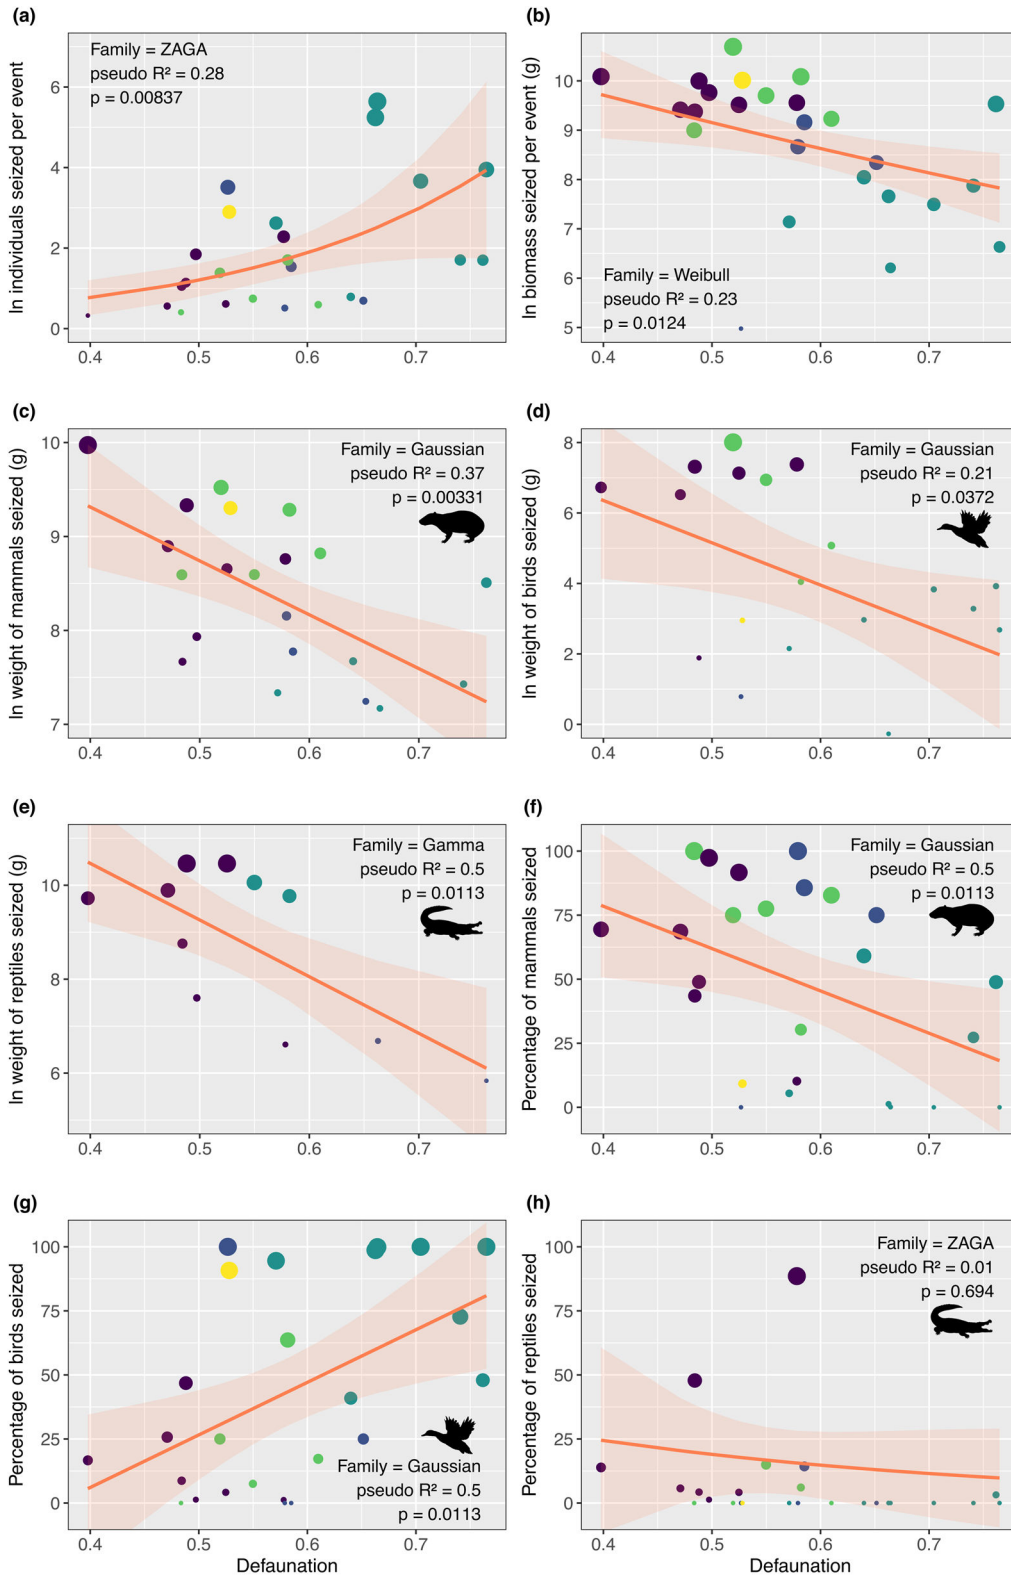 (a)
Family = ZAGA
pseudo R² = 0.28
p = 0.00837
ln individuals seized per event
6
4
2
0
0.4 0.5 0.6 0.7
(b)
ln biomass seized per event (g)
10
9
8
7
6
5
Family = Weibull
pseudo R² = 0.23
p = 0.0124
0.4 0.5 0.6 0.7
(c)
Family = Gaussian
pseudo R² = 0.37
p = 0.00331
ln weight of mammals seized (g)
10
9
8
7
0.4 0.5 0.6 0.7
(d)
Family = Gaussian
pseudo R² = 0.21
p = 0.0372
ln weight of birds seized (g)
8
6
4
2
0
0.4 0.5 0.6 0.7
(e)
Family = Gamma
pseudo R² = 0.5
p = 0.0113
ln weight of reptiles seized (g)
10
8
6
0.4 0.5 0.6 0.7
(f)
Family = Gaussian
pseudo R² = 0.5
p = 0.0113
Percentage of mammals seized
100
75
50
25
0
0.4 0.5 0.6 0.7
(g)
Percentage of birds seized
100
75
50
25
0
Family = Gaussian
pseudo R² = 0.5
p = 0.0113
0.4 0.5 0.6 0.7
Defaunation
(h)
Family = ZAGA
pseudo R² = 0.01
p = 0.694
Percentage of reptiles seized
100
75
50
25
0
0.4 0.5 0.6 0.7
Defaunation